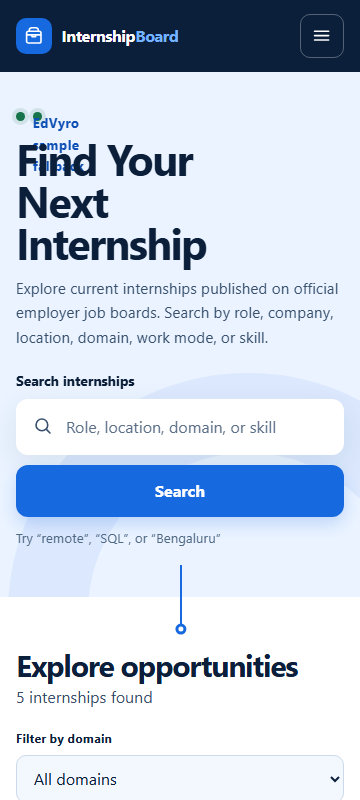 InternshipBoard
EdVyro
sample
fallback
Find Your
Next
Internship
Explore current internships published on official
employer job boards. Search by role, company,
location, domain, work mode, or skill.
Search internships
Role, location, domain, or skill
Search
Try “remote”, “SQL”, or “Bengaluru”
Explore opportunities
5 internships found
Filter by domain
All domains